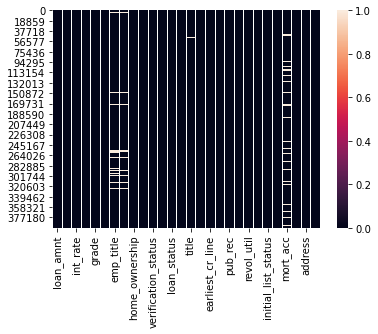 0
18859
37718
56577
75436
94295
113154
132013
150872
169731
188590
207449
226308
245167
264026
282885
301744
320603
339462
358321
377180
loan_amnt
int_rate
grade
emp_title
home_ownership
verification_status
loan_status
title
earliest_cr_line
pub_rec
revol_util
initial_list_status
mort_acc
address
1.0
0.8
0.6
0.4
0.2
0.0